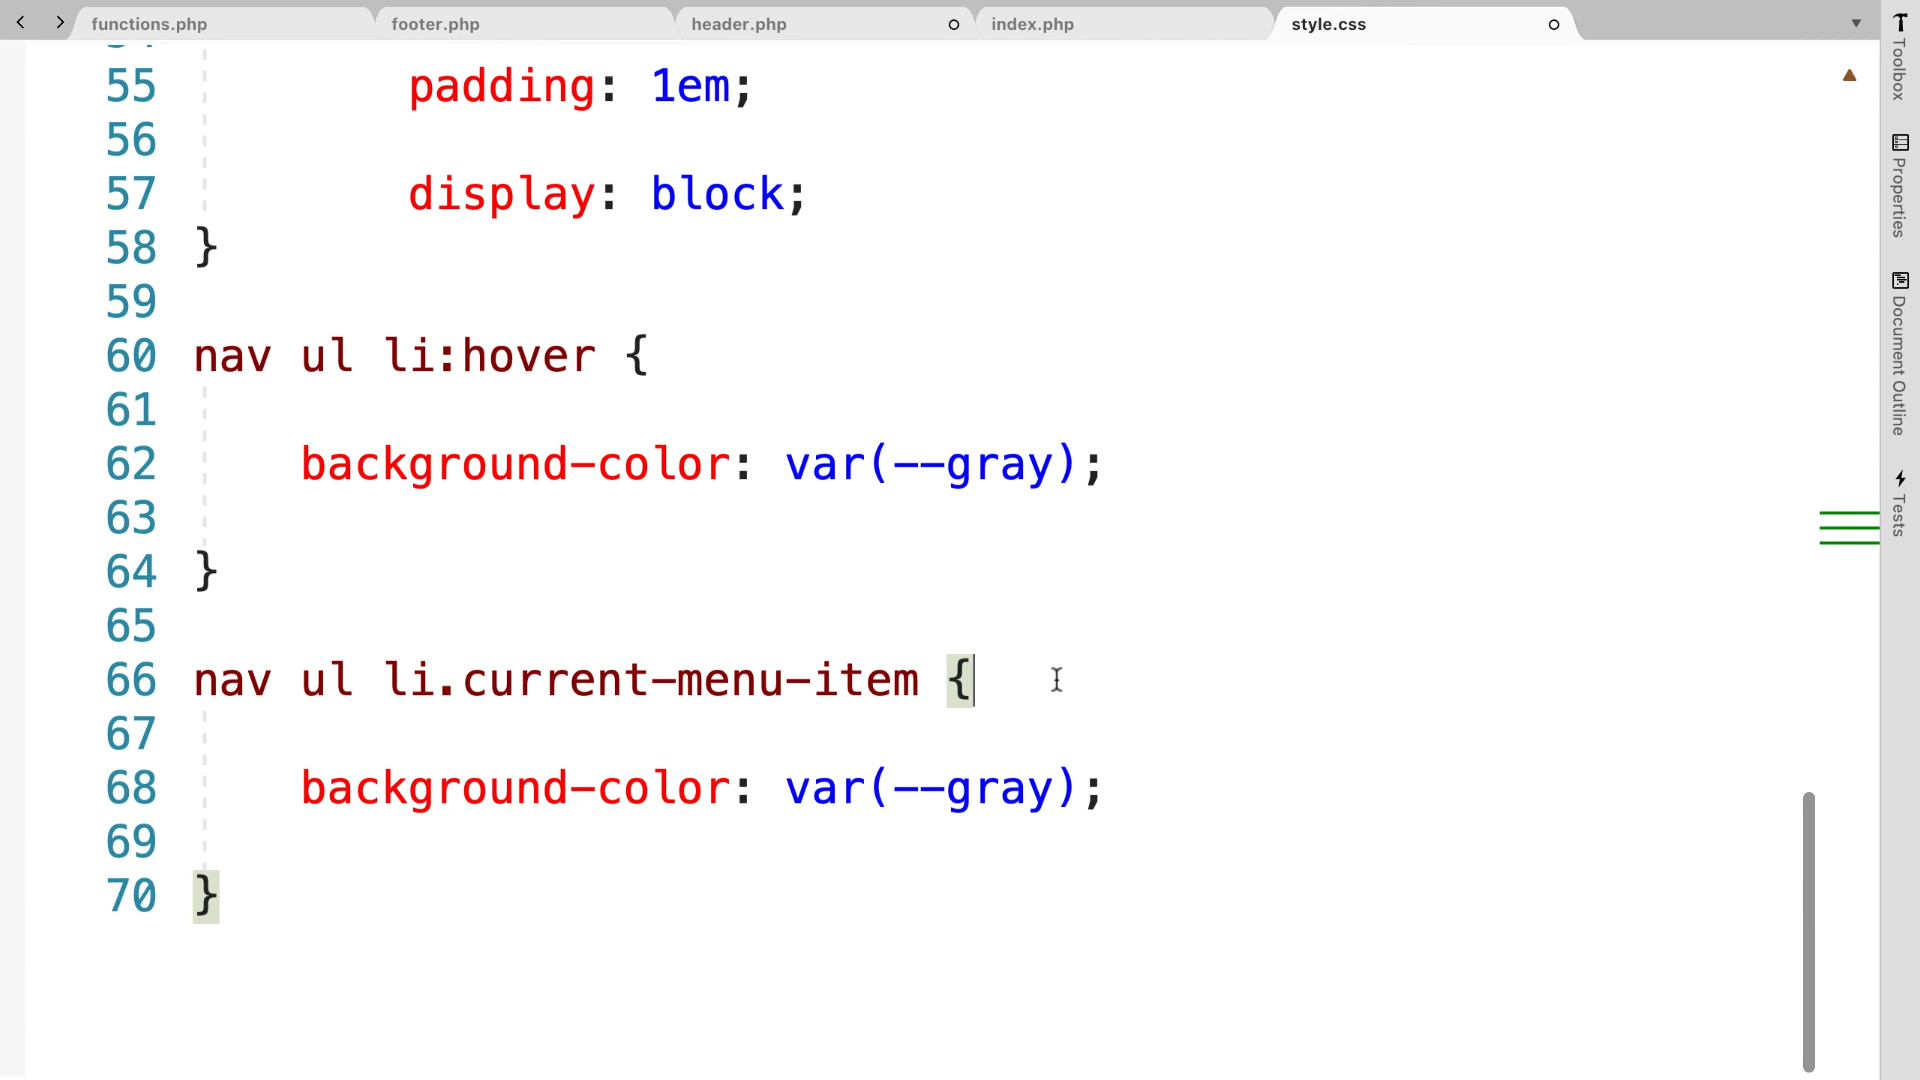 functions.php
footer.php
header.php
index.php
style.css
55 padding: 1em;
56
57 display: block;
58 }
59
60 nav ul li:hover {
61
62 background-color: var(--gray);
63
64 }
65
66 nav ul li.current-menu-item {
67
68 background-color: var(--gray);
69
70 }
Toolbox
Properties
Document Outline
Tests